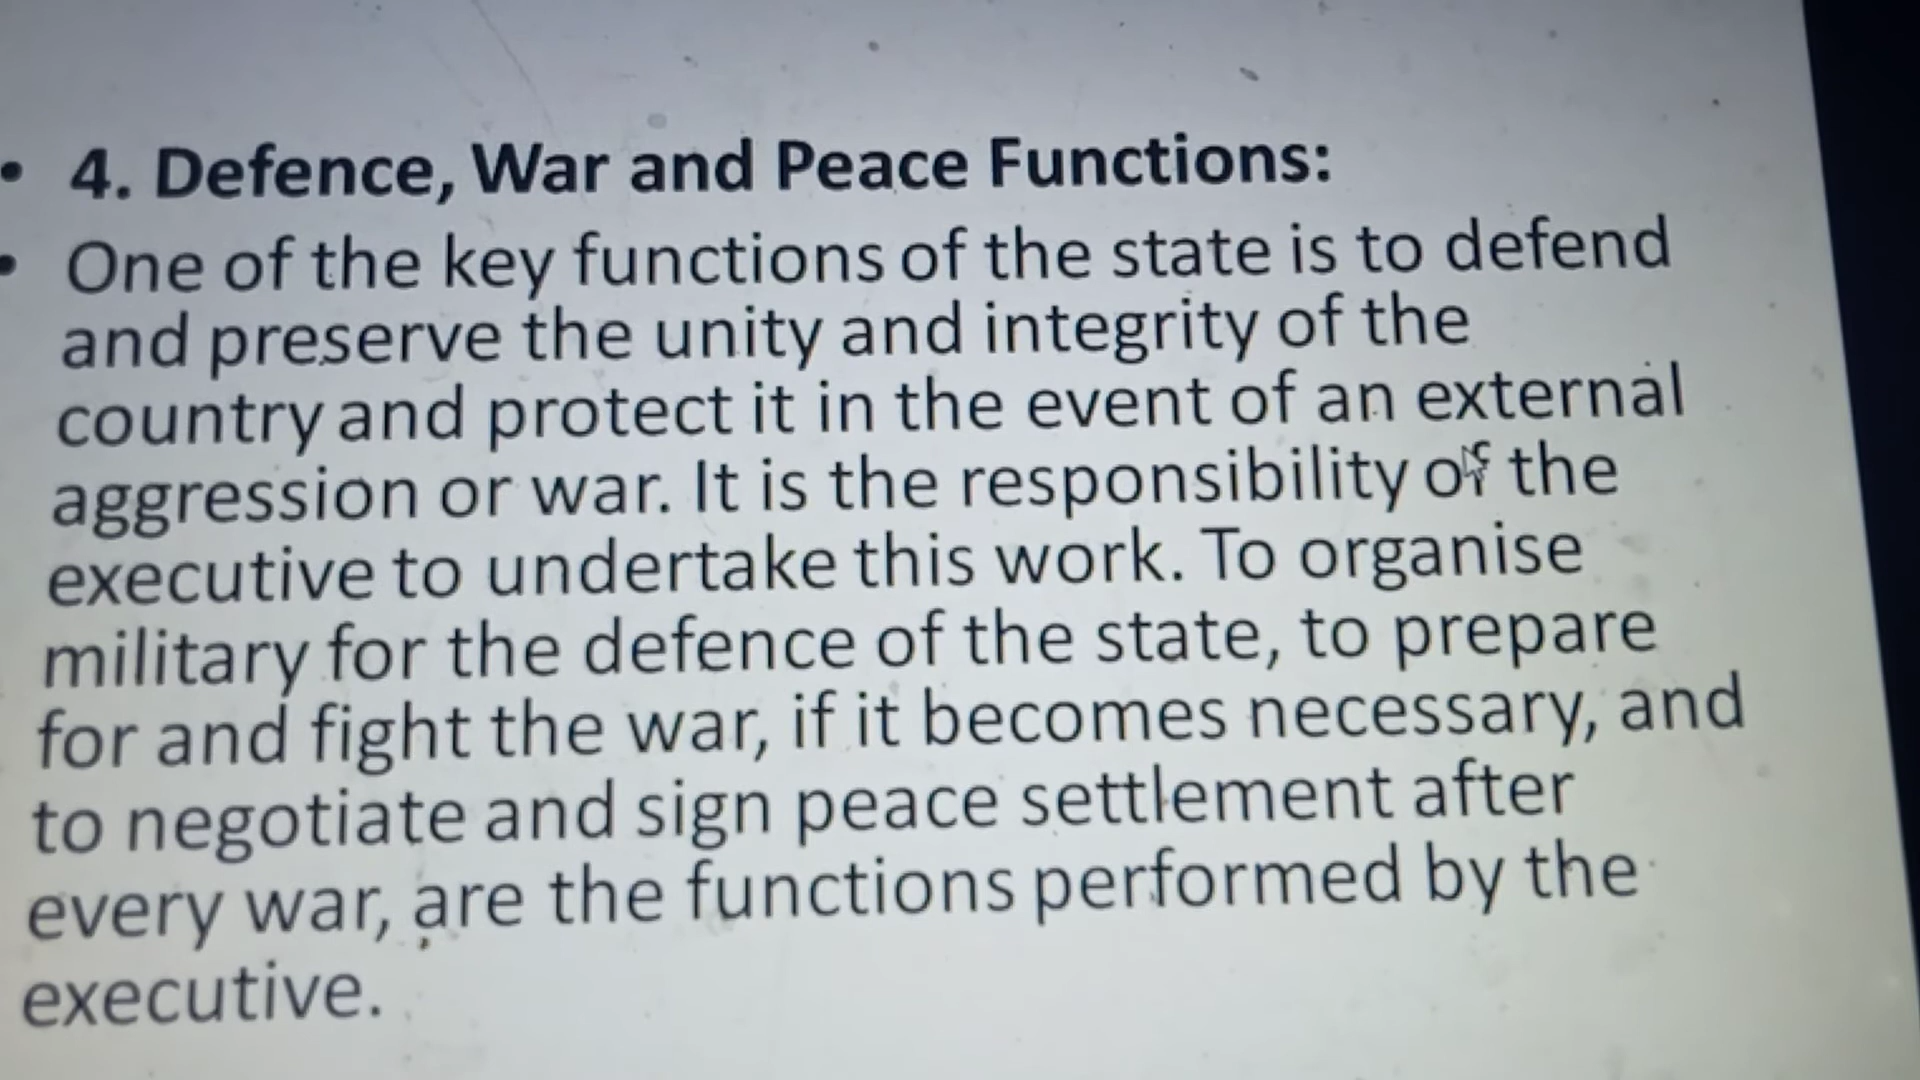 • 4. Defence, War and Peace Functions:
• One of the key functions of the state is to defend
and preserve the unity and integrity of the
country and protect it in the event of an external
aggression or war. It is the responsibility of the
executive to undertake this work. To organise
military for the defence of the state, to prepare
for and fight the war, if it becomes necessary, and
to negotiate and sign peace settlement after
every war, are the functions performed by the
executive.